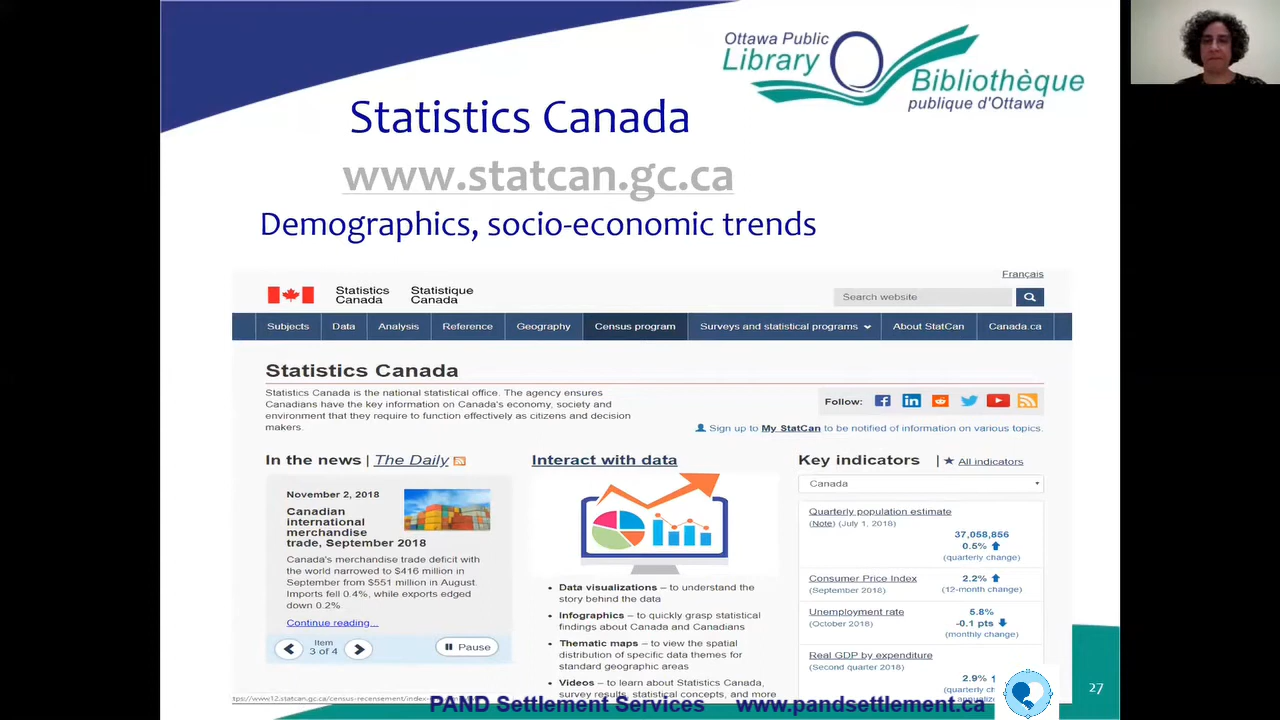 Ottawa Public
Library
Bibliothèque
publique d'Ottawa
Statistics Canada
www.statcan.gc.ca
Demographics, socio-economic trends
Français
Statistics
Canada
Statistique
Canada
Search website
Subjects
Data
Analysis
Reference
Geography
Census program
Surveys and statistical programs
About StatCan
Canada.ca
Statistics Canada
Statistics Canada is the national statistical office. The agency ensures
Canadians have the key information on Canada's economy, society and
environment that they require to function effectively as citizens and decision
makers.
Follow:
Sign up to My StatCan to be notified of information on various topics.
In the news | The Daily
November 2, 2018
Canadian
international
merchandise
trade, September 2018
Canada's merchandise trade deficit with
the world narrowed to $416 million in
September from $551 million in August.
Imports fell 0.4%, while exports edged
down 0.2%
Continue reading...
Item
3 of 4
Pause
Interact with data
• Data visualizations – to understand the
story behind the data
• Infographics – to quickly grasp statistical
findings about Canada and Canadians
• Thematic maps – to view the spatial
distribution of specific data themes for
standard geographic areas
• Videos – to learn about Statistics Canada,
survey results, statistical concepts, and more
Key indicators | ★ All indicators
Canada
Quarterly population estimate
(Note) (July 1, 2018)
37,058,856
0.5%
(quarterly change)
Consumer Price Index
(September 2018)
2.2%
(12-month change)
Unemployment rate
(October 2018)
5.8%
-0.1 pts
(monthly change)
Real GDP by expenditure
(Second quarter 2018)
2.9%
(quarterly
27
PAND Settlement Services www.pandsettlement.ca